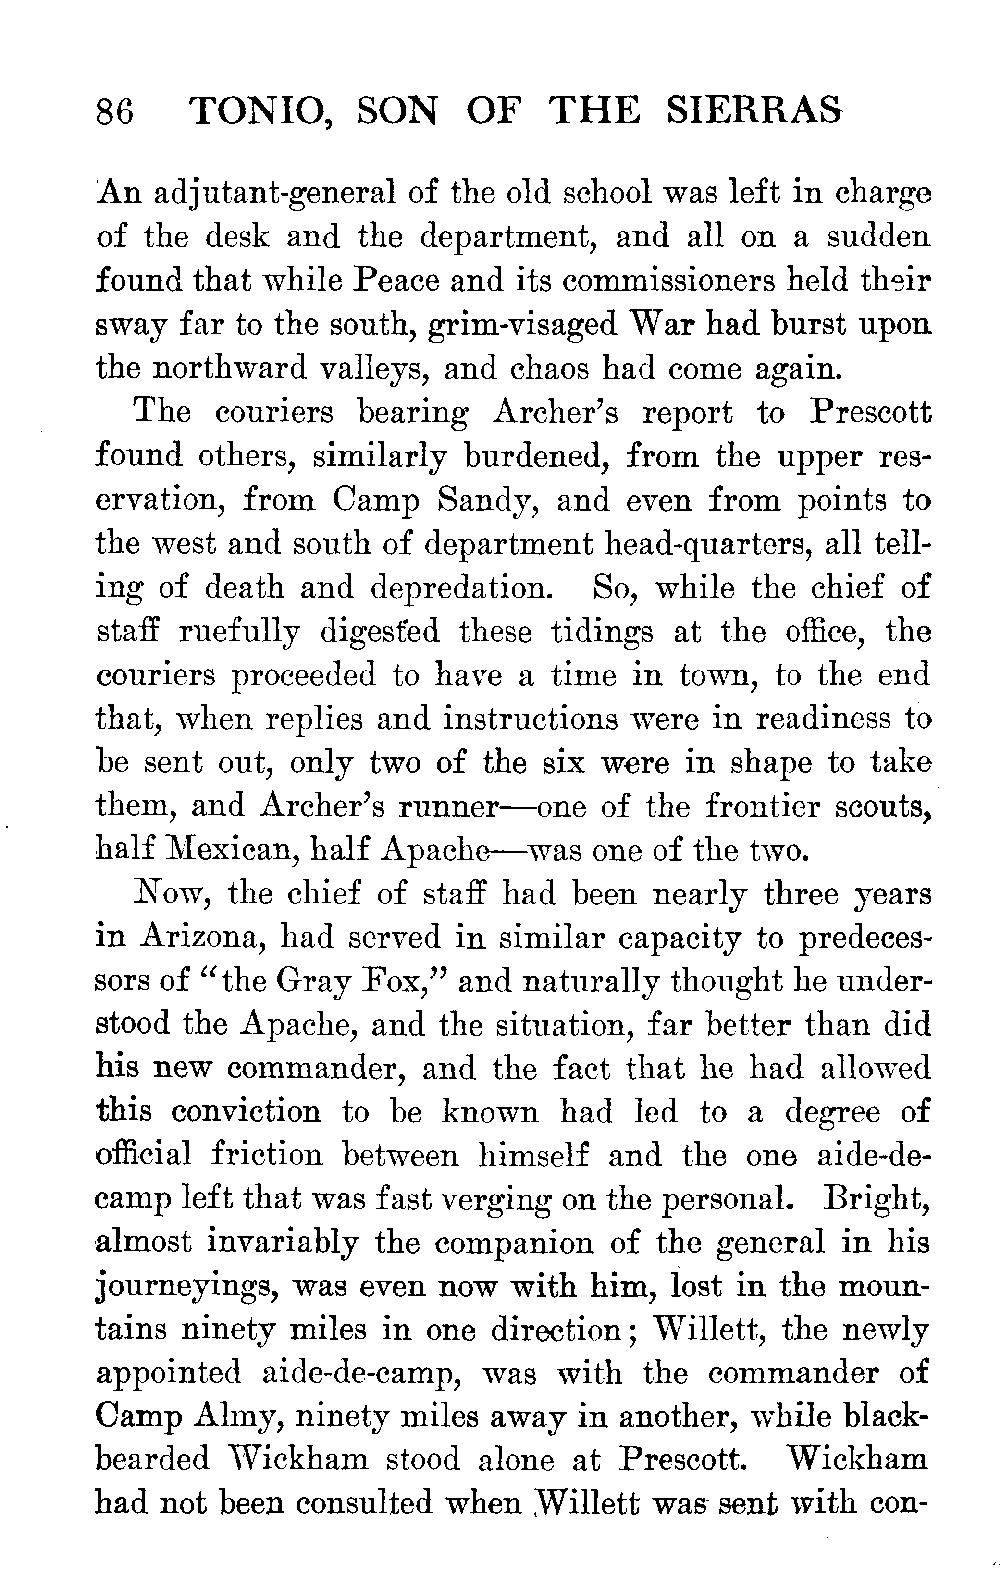 86 TONIO, SON OF THE SIERRAS
An adjutant-general of the old school was left in charge
of the desk and the department, and all on a sudden
found that while Peace and its commissioners held their
sway far to the south, grim-visaged War had burst upon
the northward valleys, and chaos had come again.
The couriers bearing Archer's report to Prescott
found others, similarly burdened, from the upper res-
ervation, from Camp Sandy, and even from points to
the west and south of department head-quarters, all tell-
ing of death and depredation. So, while the chief of
staff ruefully digested these tidings at the office, the
couriers proceeded to have a time in town, to the end
that, when replies and instructions were in readiness to
be sent out, only two of the six were in shape to take
them, and Archer's runner—one of the frontier scouts,
half Mexican, half Apache—was one of the two.
Now, the chief of staff had been nearly three years
in Arizona, had served in similar capacity to predeces-
sors of "the Gray Fox," and naturally thought he under-
stood the Apache, and the situation, far better than did
his new commander, and the fact that he had allowed
this conviction to be known had led to a degree of
official friction between himself and the one aide-de-
camp left that was fast verging on the personal. Bright,
almost invariably the companion of the general in his
journeyings, was even now with him, lost in the moun-
tains ninety miles in one direction; Willett, the newly
appointed aide-de-camp, was with the commander of
Camp Almy, ninety miles away in another, while black-
bearded Wickham stood alone at Prescott. Wickham
had not been consulted when Willett was sent with con-